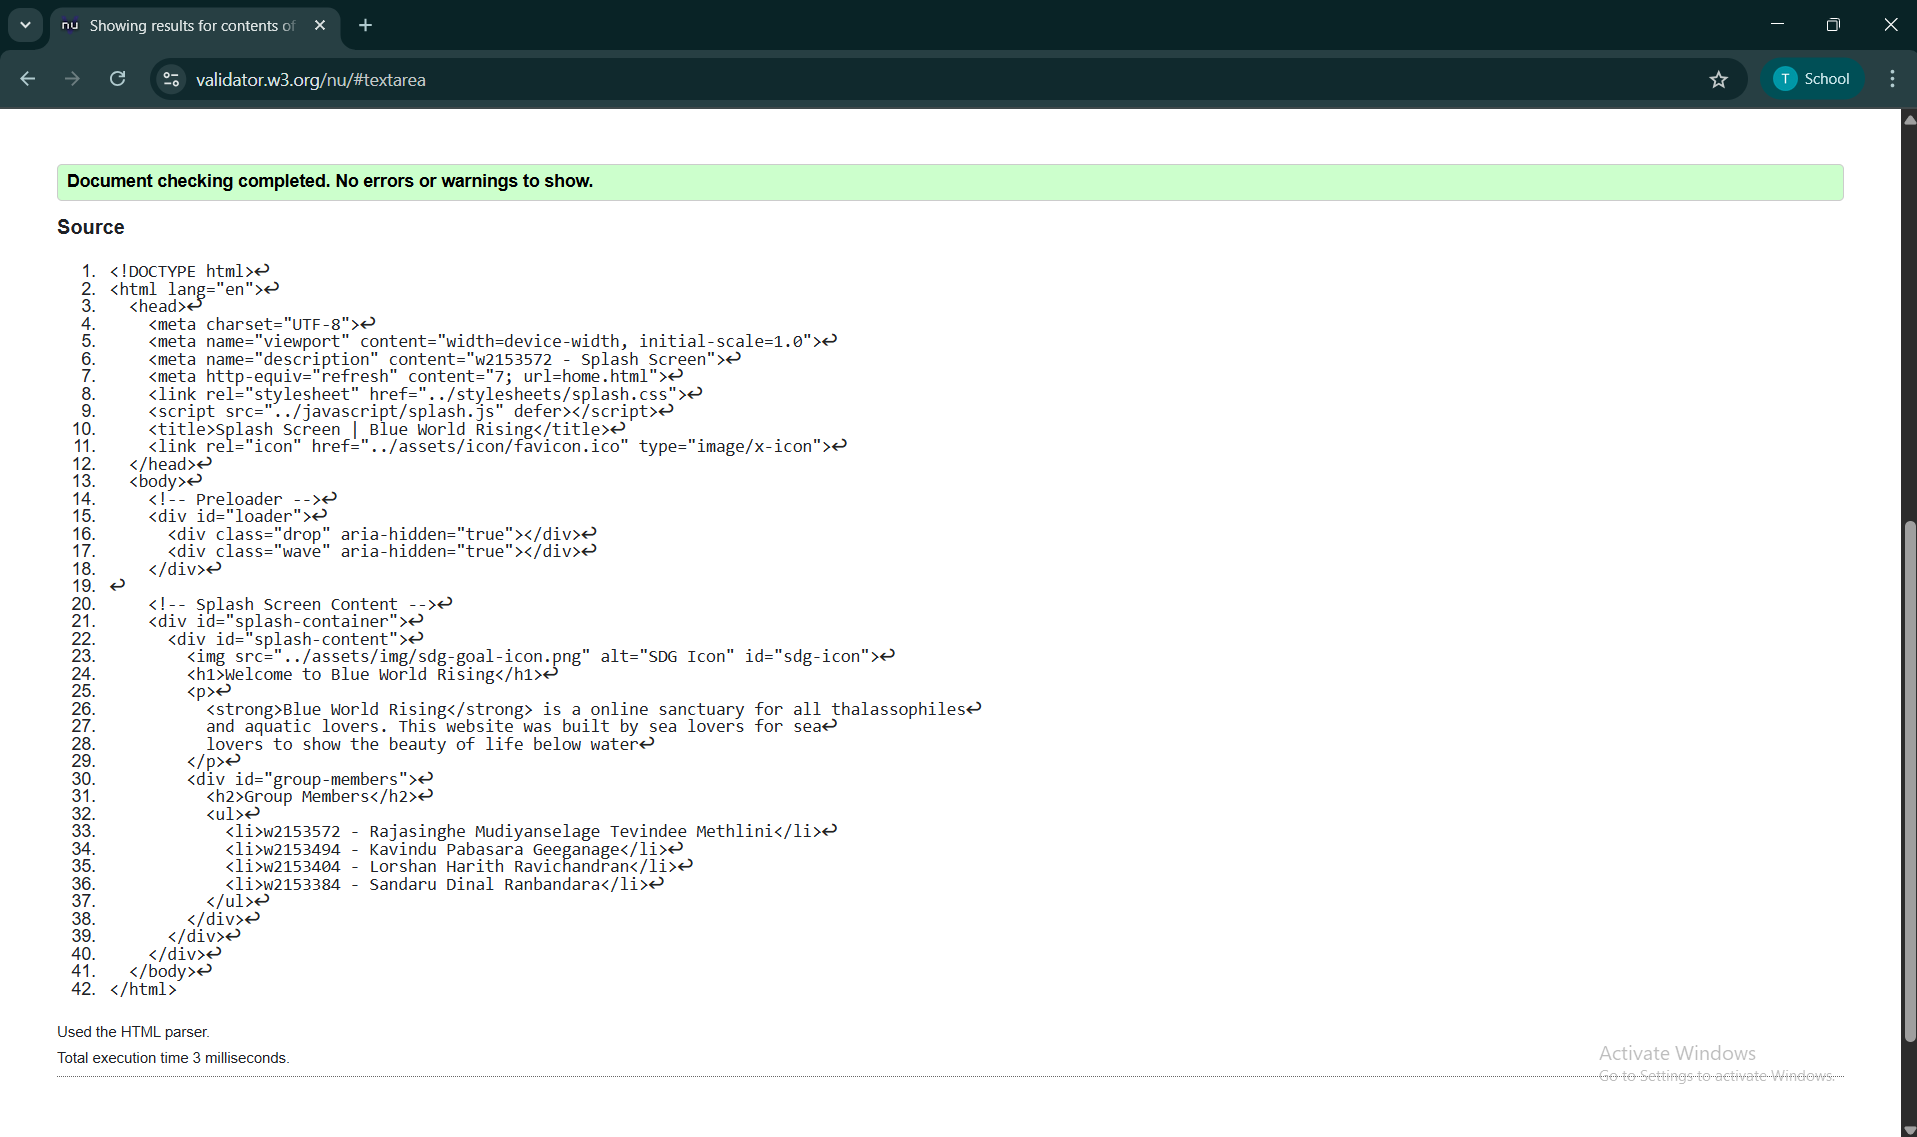 nu Showing results for contents of
validator.w3.org/nu/#textarea
T School
Document checking completed. No errors or warnings to show.
Source
1. <!DOCTYPE html>↩
2. <html lang="en">↩
3.   <head>↩
4.     <meta charset="UTF-8">↩
5.     <meta name="viewport" content="width=device-width, initial-scale=1.0">↩
6.     <meta name="description" content="w2153572 - Splash Screen">↩
7.     <meta http-equiv="refresh" content="7; url=home.html">↩
8.     <link rel="stylesheet" href="../stylesheets/splash.css">↩
9.     <script src="../javascript/splash.js" defer></script>↩
10.     <title>Splash Screen | Blue World Rising</title>↩
11.     <link rel="icon" href="../assets/icon/favicon.ico" type="image/x-icon">↩
12.   </head>↩
13.   <body>↩
14.     <!-- Preloader -->↩
15.     <div id="loader">↩
16.       <div class="drop" aria-hidden="true"></div>↩
17.       <div class="wave" aria-hidden="true"></div>↩
18.     </div>↩
19. ↩
20.     <!-- Splash Screen Content -->↩
21.     <div id="splash-container">↩
22.       <div id="splash-content">↩
23.         <img src="../assets/img/sdg-goal-icon.png" alt="SDG Icon" id="sdg-icon">↩
24.         <h1>Welcome to Blue World Rising</h1>↩
25.         <p>↩
26.           <strong>Blue World Rising</strong> is a online sanctuary for all thalassophiles↩
27.           and aquatic lovers. This website was built by sea lovers for sea↩
28.           lovers to show the beauty of life below water↩
29.         </p>↩
30.         <div id="group-members">↩
31.           <h2>Group Members</h2>↩
32.           <ul>↩
33.             <li>w2153572 - Rajasinghe Mudiyanselage Tevindee Methlini</li>↩
34.             <li>w2153494 - Kavindu Pabasara Geeganage</li>↩
35.             <li>w2153404 - Lorshan Harith Ravichandran</li>↩
36.             <li>w2153384 - Sandaru Dinal Ranbandara</li>↩
37.           </ul>↩
38.         </div>↩
39.       </div>↩
40.     </div>↩
41.   </body>↩
42. </html>
Used the HTML parser.
Total execution time 3 milliseconds.
Activate Windows
Go to Settings to activate Windows.